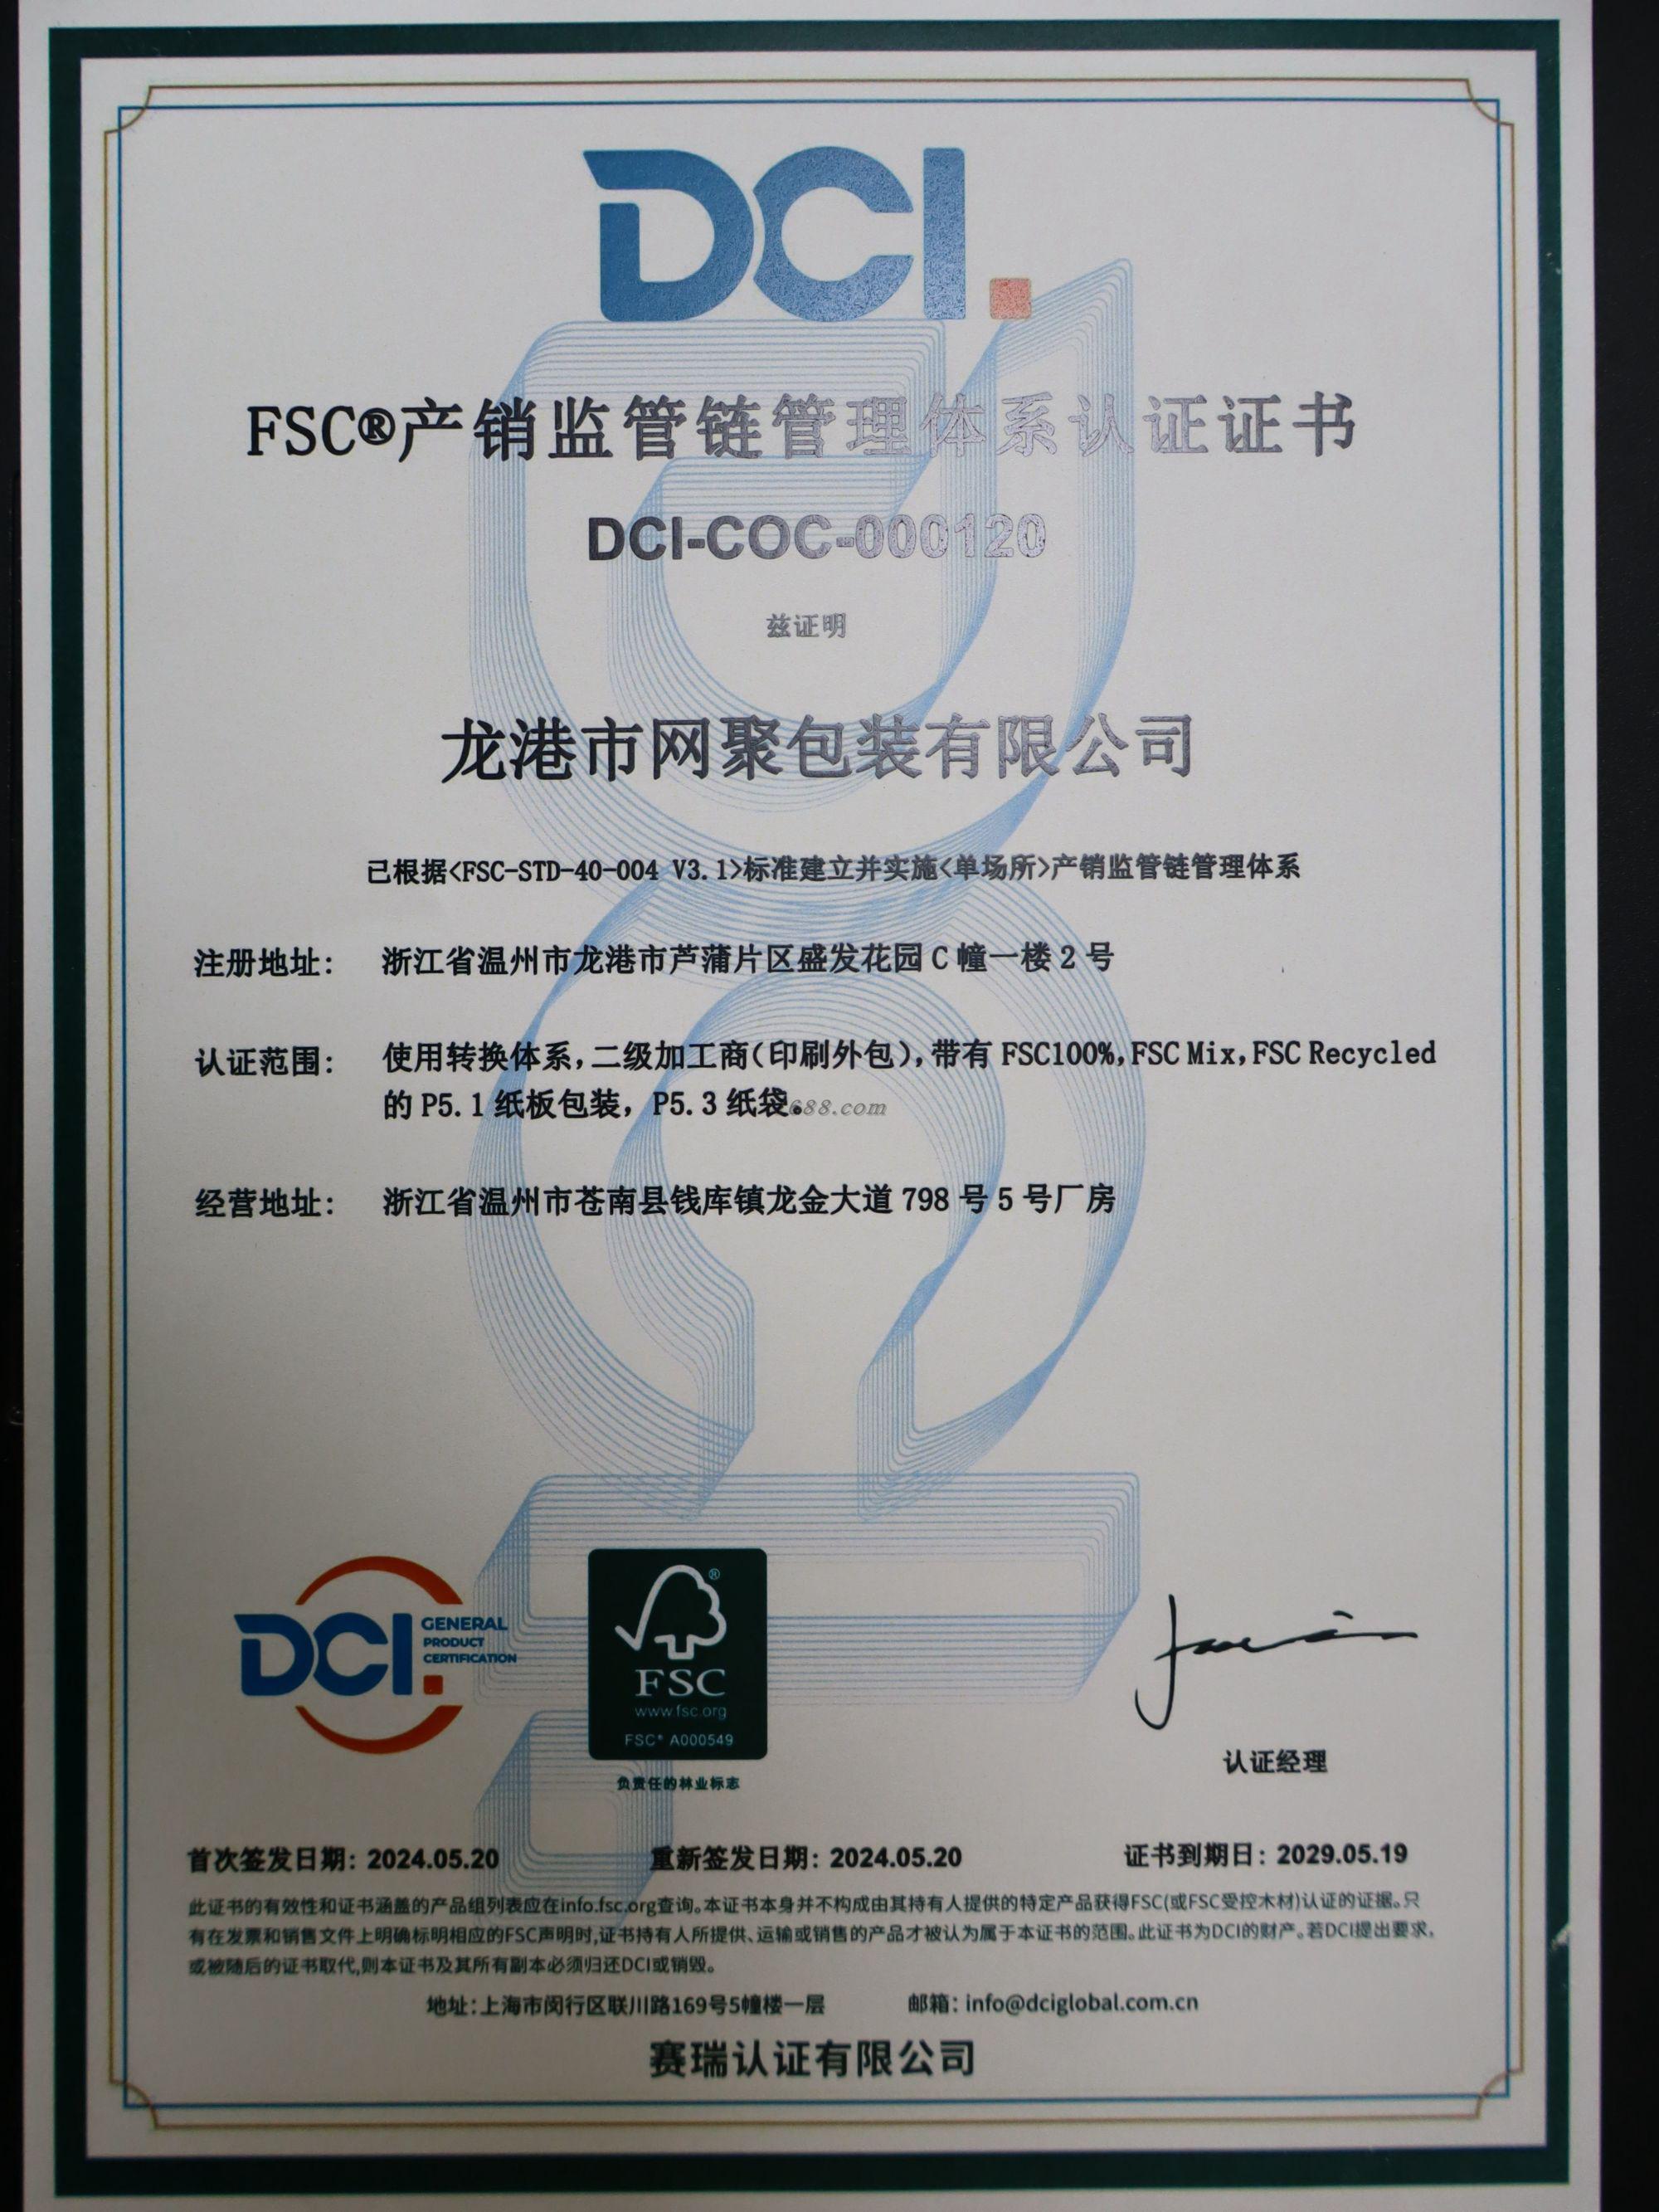 DCI.
FSC®产销监管链管理体系认证证书
DCI-COC-000120
兹证明
龙港市网聚包装有限公司
已根据<FSC-STD-40-004 V3.1>标准建立并实施<单场所>产销监管链管理体系
注册地址: 浙江省温州市龙港市芦蒲片区盛发花园 C 幢一楼 2 号
认证范围: 使用转换体系,二级加工商(印刷外包),带有 FSC100%,FSC Mix,FSC Recycled
的 P5.1 纸板包装, P5.3 纸袋。
688.com
经营地址: 浙江省温州市苍南县钱库镇龙金大道 798 号 5 号厂房
DCI. GENERAL
PRODUCT
CERTIFICATION
®
FSC
www.fsc.org
FSC® A000549
负责任的林业标志
认证经理
首次签发日期: 2024.05.20 重新签发日期: 2024.05.20 证书到期日: 2029.05.19
此证书的有效性和证书涵盖的产品组列表应在info.fsc.org查询。本证书本身并不构成由其持有人提供的特定产品获得FSC(或FSC受控木材)认证的证据。只
有在发票和销售文件上明确标明相应的FSC声明时,证书持有人所提供、运输或销售的产品才被认为属于本证书的范围。此证书为DCI的财产。若DCI提出要求,
或被随后的证书取代,则本证书及其所有副本必须归还DCI或销毁。
地址:上海市闵行区联川路169号5幢楼一层 邮箱: info@dciglobal.com.cn
赛瑞认证有限公司